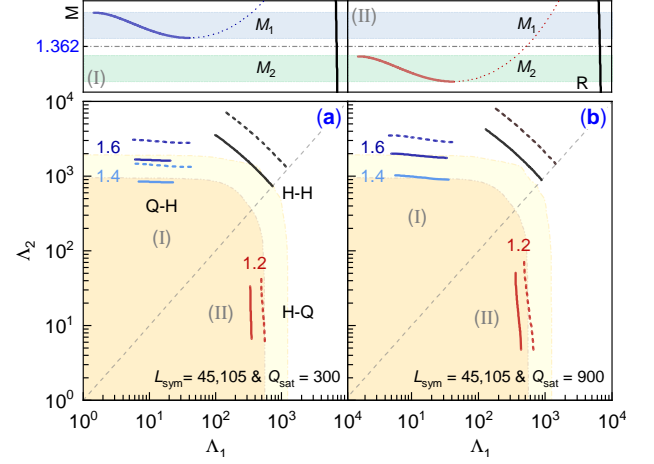 M
1.362
(I)
M1
M2
(II)
M1
M2
R
10^4
10^3
10^2
10^1
10^0
Λ2
(a)
1.6
1.4
Q-H
(I)
H-H
1.2
(II)
H-Q
Lsym= 45,105 & Qsat = 300
(b)
1.6
1.4
(I)
1.2
(II)
Lsym= 45,105 & Qsat = 900
10^0 10^1 10^2 10^3 10^4 10^1 10^2 10^3 10^4
Λ1 Λ1